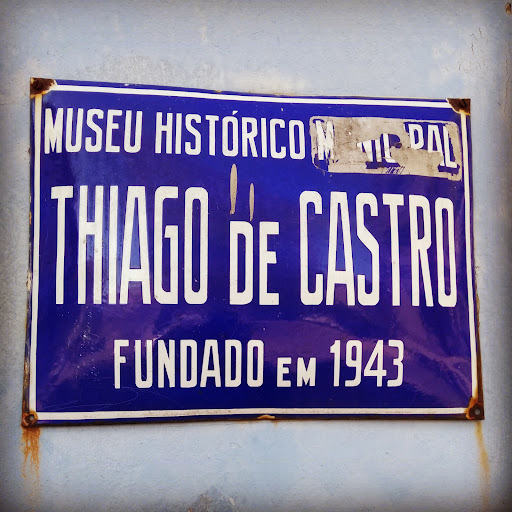 MUSEU HISTÓRICO
THIAGO DE CASTRO
FUNDADO EM 1943